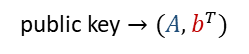 public key → (A, bᵀ)